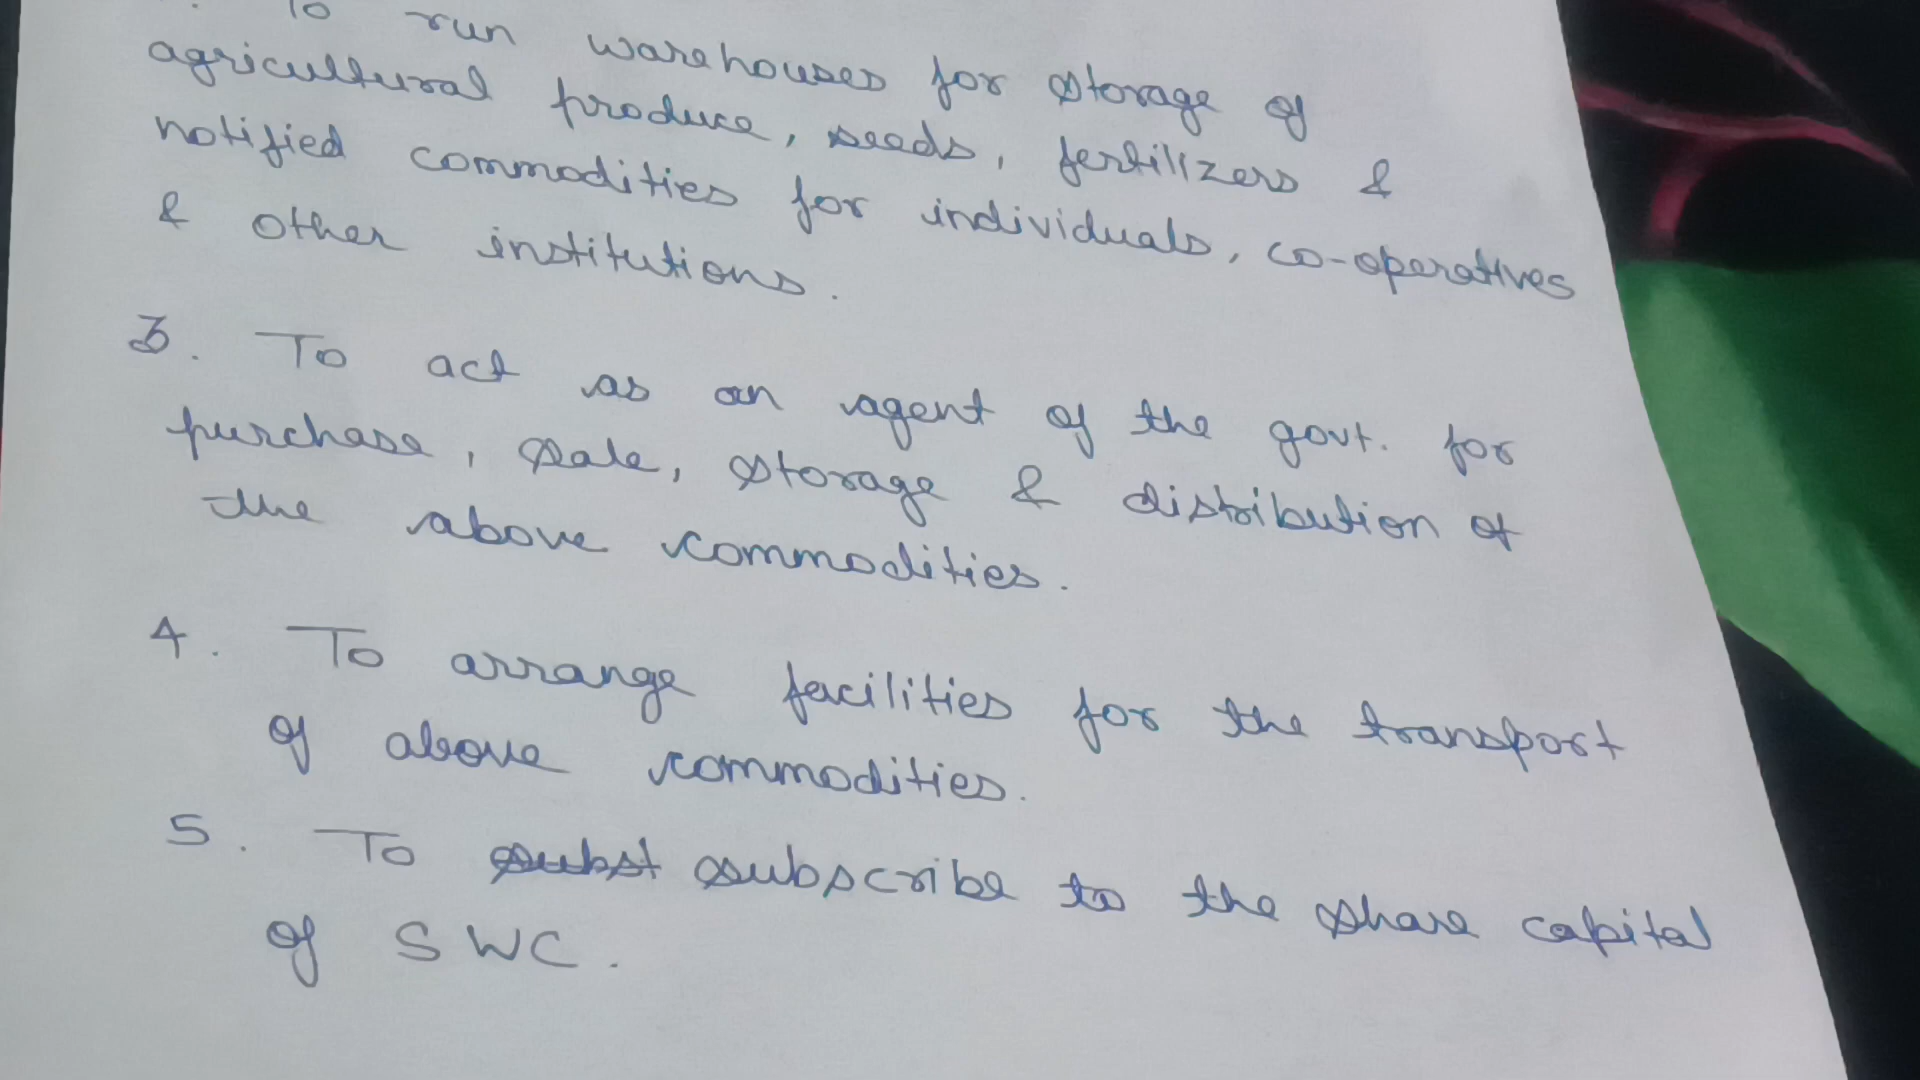 To run warehouses for storage of
agricultural produce, seeds, fertilizers &
notified commodities for individuals, co-operatives
& other institutions.
3. To act as an agent of the govt. for
purchase, sale, storage & distribution of
the above commodities.
4. To arrange facilities for the transport
of above commodities.
5. To subst subscribe to the share capital
of SWC.